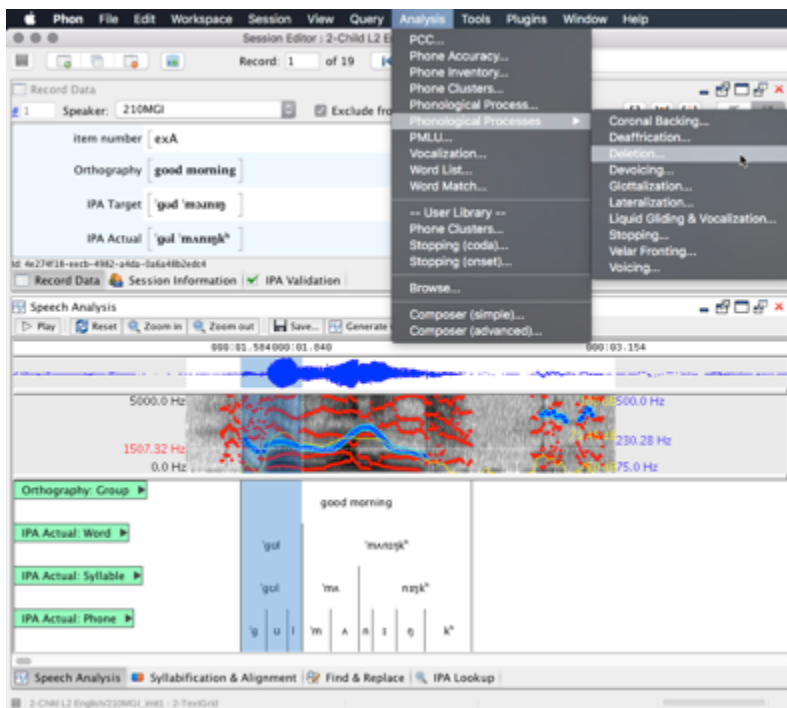 Phon File Edit Workspace Session View Query Analysis Tools Plugins Window Help
Session Editor : 2-Child L2 E
Record: 1 of 19
PCC...
Phone Accuracy...
Phone Inventory...
Phone Clusters...
Phonological Process...
Phonological Processes
PMLU...
Vocalization...
Word List...
Word Match...
-- User Library --
Phone Clusters...
Stopping (coda)...
Stopping (onset)...
Browse...
Composer (simple)...
Composer (advanced)...
Coronal Backing...
Deaffrication...
Deletion...
Devoicing...
Glottalization...
Lateralization...
Liquid Gliding & Vocalization...
Stopping...
Velar Fronting...
Voicing...
Record Data
# 1 Speaker: 210MGI Exclude fro
item number exA
Orthography good morning
IPA Target
IPA Actual
Record Data Session Information IPA Validation
Speech Analysis
Play Reset Zoom in Zoom out Save... Generate
000:01.584 000:01.840 000:03.154
5000.0 Hz 500.0 Hz
1507.32 Hz 230.28 Hz
0.0 Hz 75.0 Hz
Orthography: Group
good morning
IPA Actual: Word
ˈɡʊl ˈmʌnɪŋkʰ
IPA Actual: Syllable
ˈɡʊl ˈmʌ nɪŋkʰ
IPA Actual: Phone
ˈɡ ʊ l ˈm ʌ n ɪ ŋ kʰ
Speech Analysis Syllabification & Alignment Find & Replace IPA Lookup